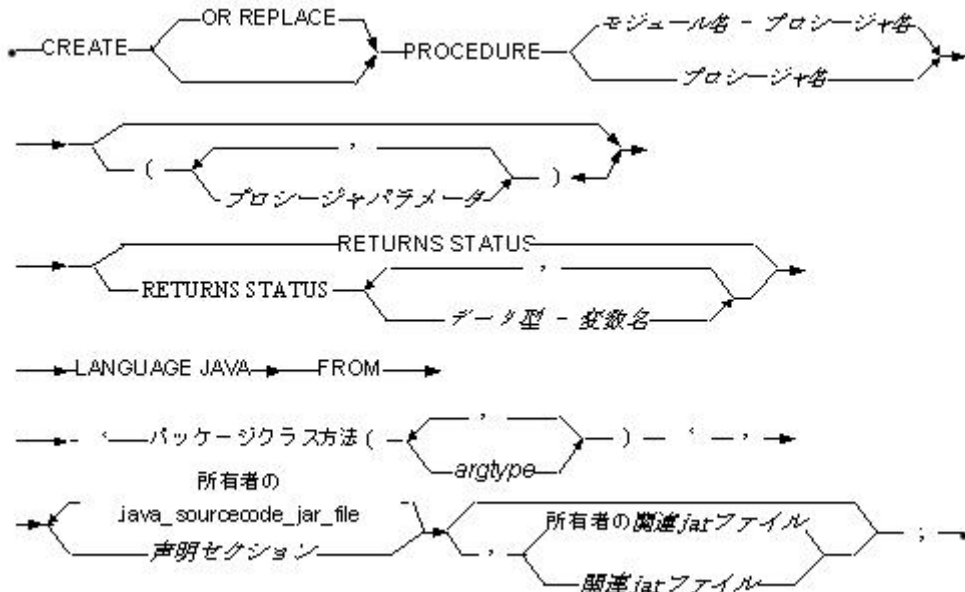 OR REPLACE
CREATE
PROCEDURE
モジュール名 - プロシージャ名
プロシージャ名
,
(
プロシージャパラメータ
)
RETURNS STATUS
RETURNS STATUS
,
データ型 - 変数名
LANGUAGE JAVA
FROM
,
- ‘ パッケージクラス方法 (
argtype
) ‘ ,
所有者の
.java_sourcecode_jar_file
声明セクション
所有者の関連jatファイル
,
関連jatファイル
;